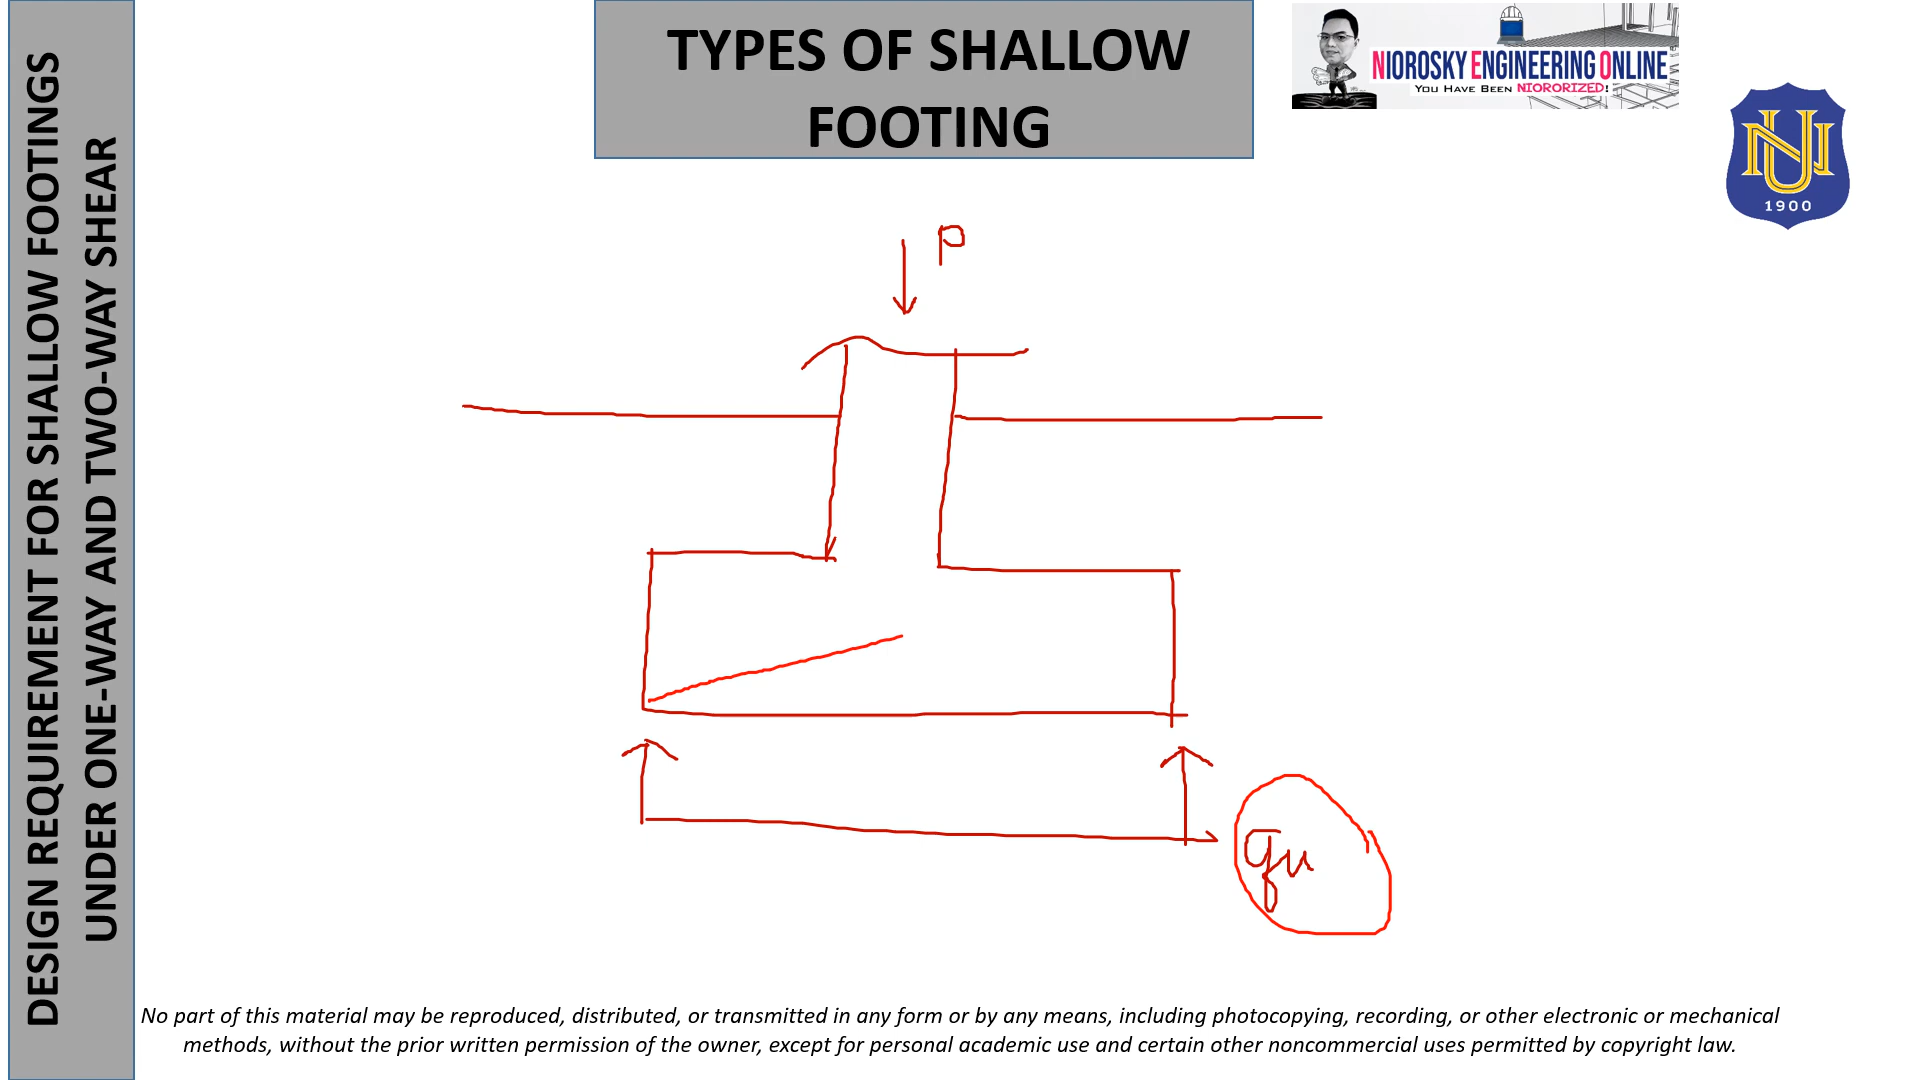 DESIGN REQUIREMENT FOR SHALLOW FOOTINGS
UNDER ONE-WAY AND TWO-WAY SHEAR
TYPES OF SHALLOW
FOOTING
NIOROSKY ENGINEERING ONLINE
YOU HAVE BEEN NIORORIZED!
NU
1900
P
qu
No part of this material may be reproduced, distributed, or transmitted in any form or by any means, including photocopying, recording, or other electronic or mechanical
methods, without the prior written permission of the owner, except for personal academic use and certain other noncommercial uses permitted by copyright law.